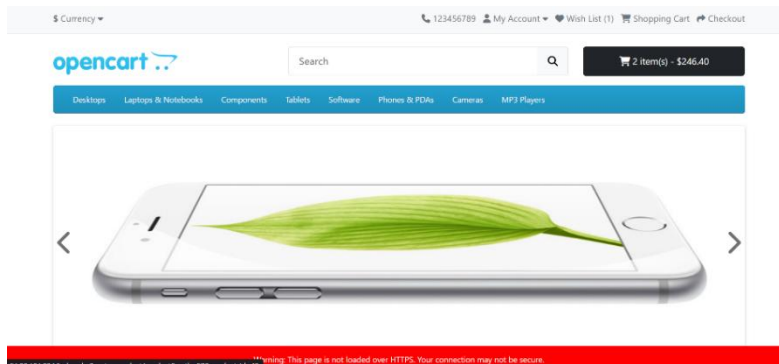 $ Currency
123456789 My Account Wish List (1) Shopping Cart Checkout
opencart
Search
2 item(s) - $246.40
Desktops Laptops & Notebooks Components Tablets Software Phones & PDAs Cameras MP3 Players
Warning: This page is not loaded over HTTPS. Your connection may not be secure.